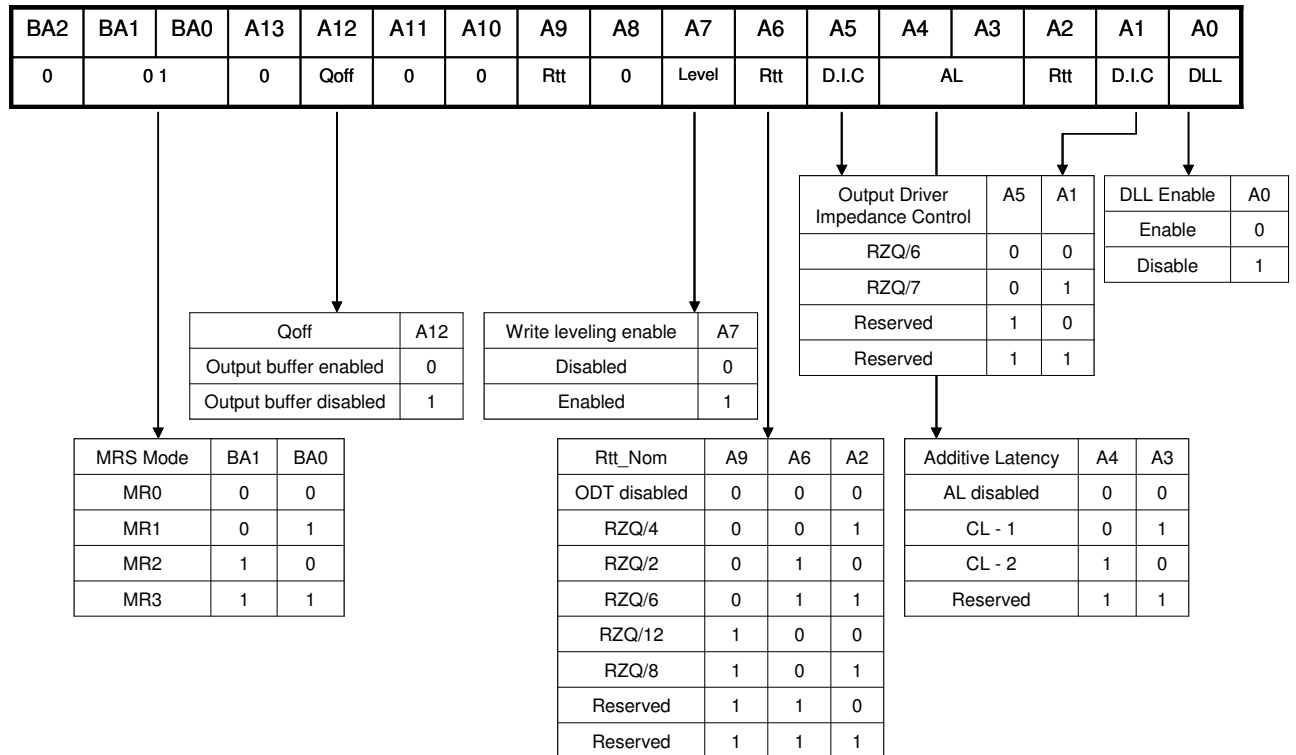 BA2 BA1 BA0 A13 A12 A11 A10 A9 A8 A7 A6 A5 A4 A3 A2 A1 A0
0 0 1 0 Qoff 0 0 Rtt 0 Level Rtt D.I.C AL Rtt D.I.C DLL
Output Driver Impedance Control A5 A1
RZQ/6 0 0
RZQ/7 0 1
Reserved 1 0
Reserved 1 1
DLL Enable A0
Enable 0
Disable 1
Qoff A12
Output buffer enabled 0
Output buffer disabled 1
Write leveling enable A7
Disabled 0
Enabled 1
MRS Mode BA1 BA0
MR0 0 0
MR1 0 1
MR2 1 0
MR3 1 1
Rtt_Nom A9 A6 A2
ODT disabled 0 0 0
RZQ/4 0 0 1
RZQ/2 0 1 0
RZQ/6 0 1 1
RZQ/12 1 0 0
RZQ/8 1 0 1
Reserved 1 1 0
Reserved 1 1 1
Additive Latency A4 A3
AL disabled 0 0
CL - 1 0 1
CL - 2 1 0
Reserved 1 1